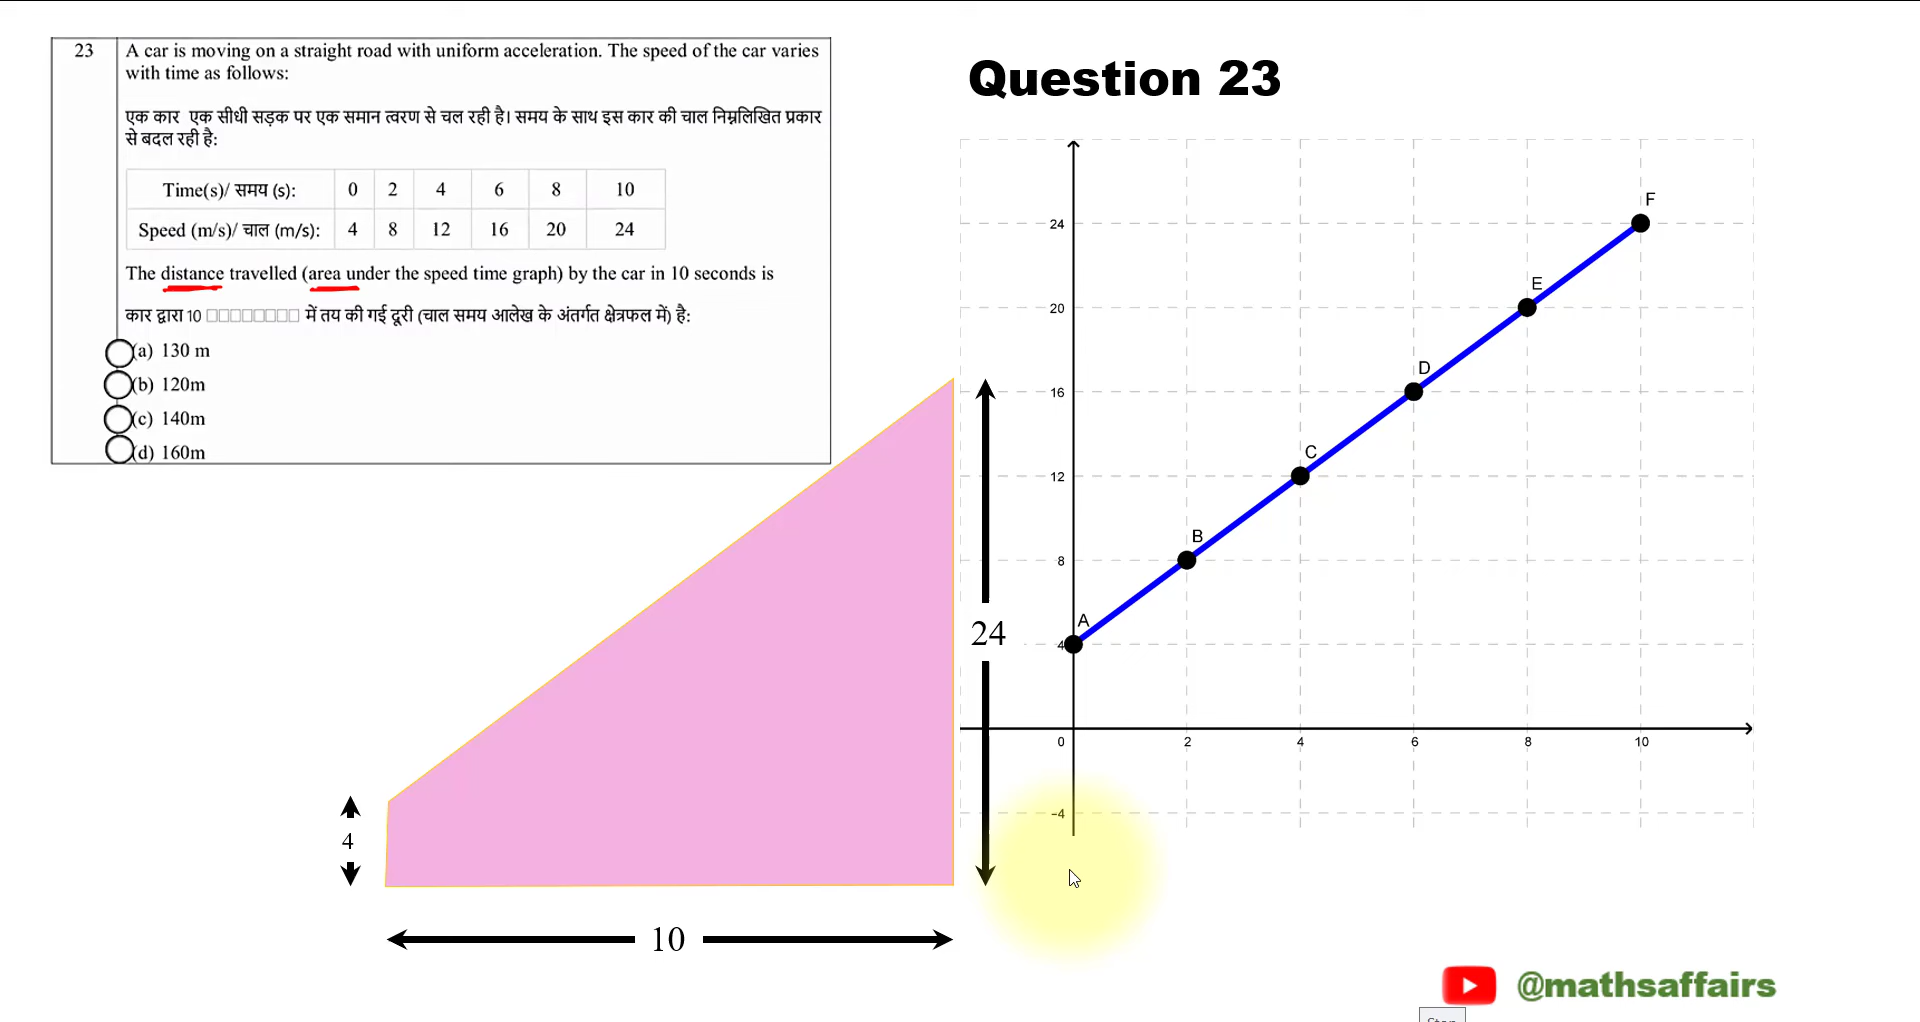 23
A car is moving on a straight road with uniform acceleration. The speed of the car varies
with time as follows:
एक कार एक सीधी सड़क पर एक समान त्वरण से चल रही है। समय के साथ इस कार की चाल निम्नलिखित प्रकार
से बदल रही है:
Time(s)/ समय (s): 0 2 4 6 8 10
Speed (m/s)/ चाल (m/s): 4 8 12 16 20 24
The distance travelled (area under the speed time graph) by the car in 10 seconds is
कार द्वारा 10 □□□□□□□□ में तय की गई दूरी (चाल समय आलेख के अंतर्गत क्षेत्रफल में) है:
(a) 130 m
(b) 120m
(c) 140m
(d) 160m
Question 23
F
24
E
20
D
16
C
12
B
8
A
4
0 2 4 6 8 10
-4
24
4
10
@mathsaffairs